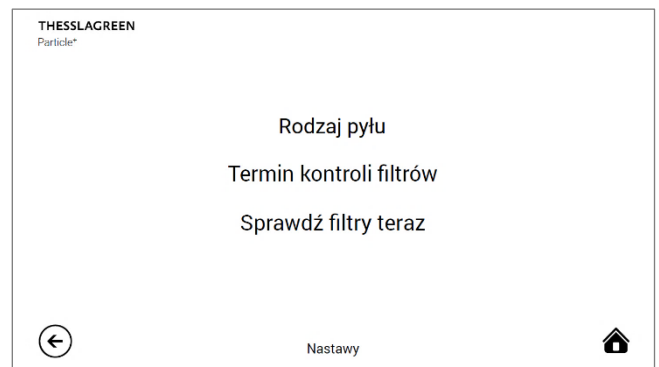 THESSLAGREEN
Particle⁺
Rodzaj pyłu
Termin kontroli filtrów
Sprawdź filtry teraz
Nastawy